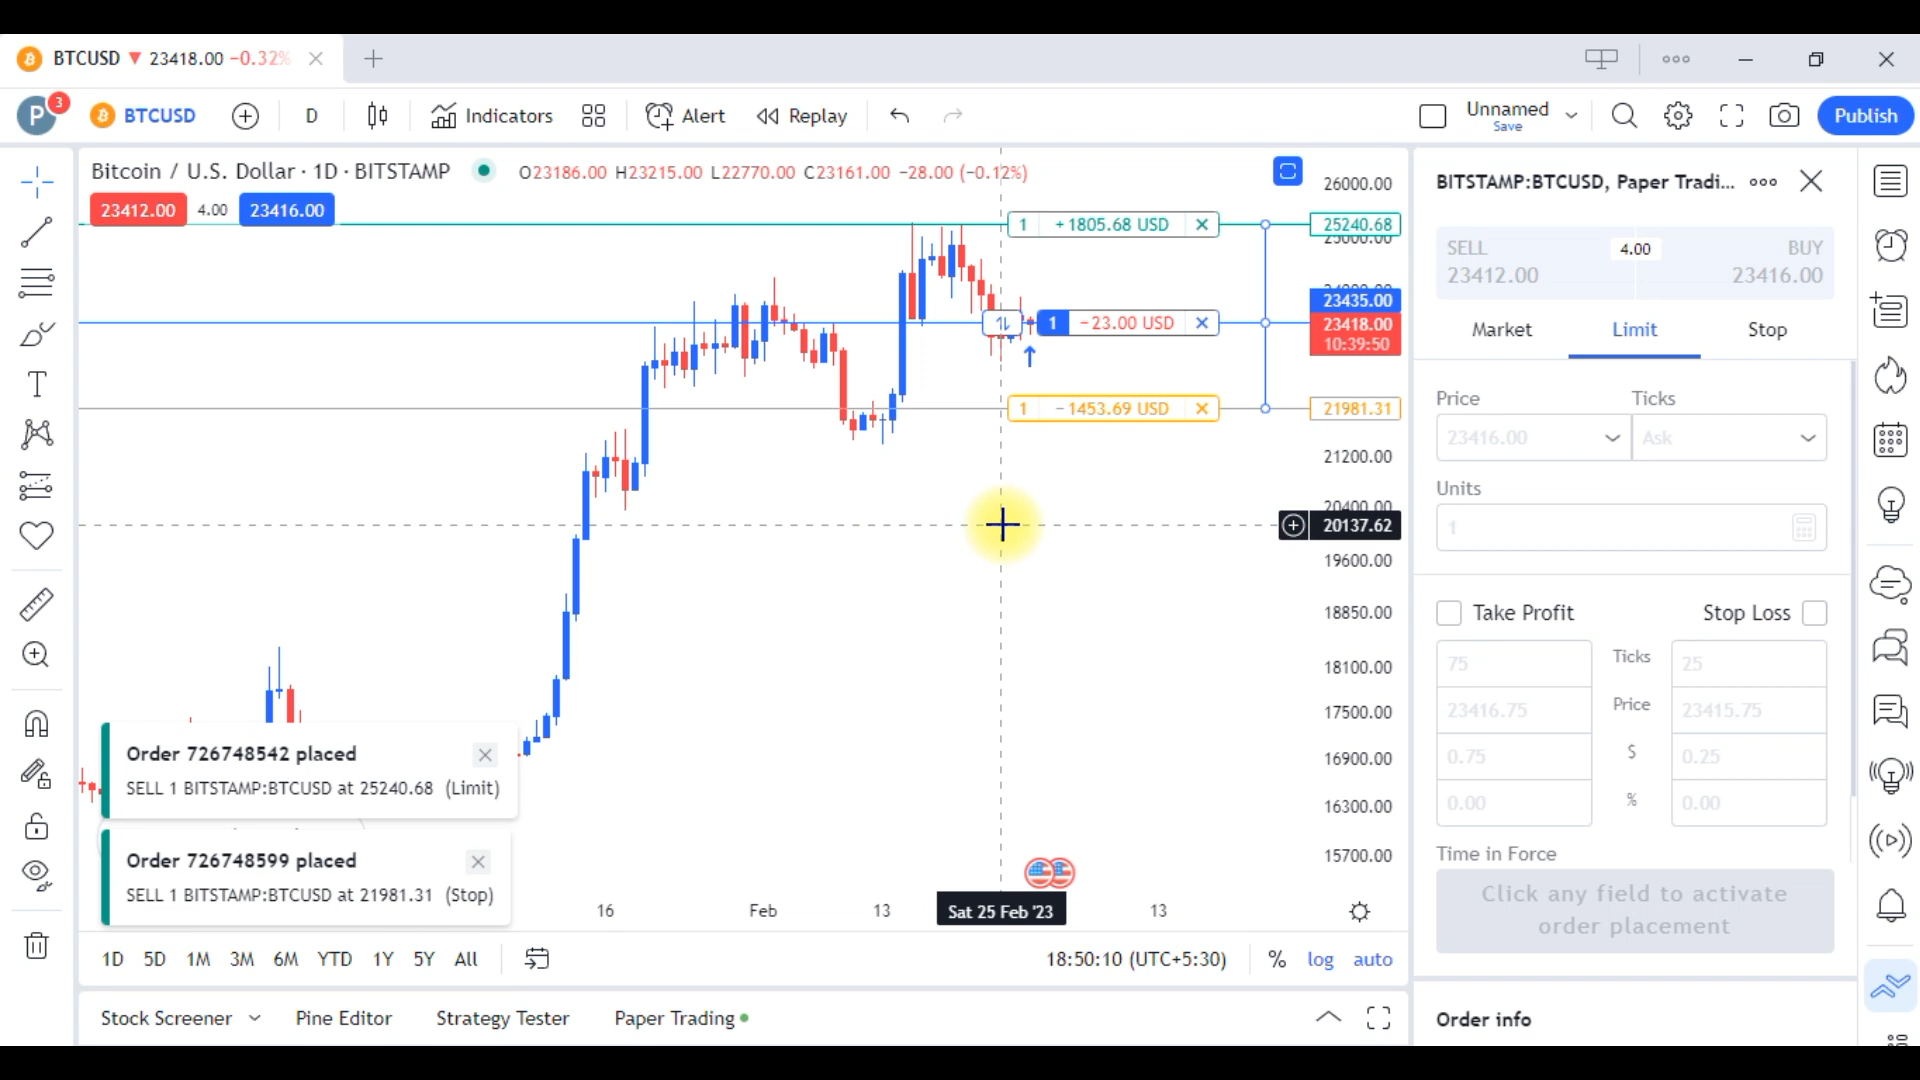 BTCUSD ▼ 23418.00 −0.32%
P 3 BTCUSD D Indicators Alert Replay Unnamed Save Publish
Bitcoin / U.S. Dollar · 1D · BITSTAMP O23186.00 H23215.00 L22770.00 C23161.00 −28.00 (−0.12%)
23412.00 4.00 23416.00
1 +1805.68 USD
1 −23.00 USD
1 −1453.69 USD
26000.00
25240.68
25000.00
23435.00
23418.00
10:39:50
21981.31
21200.00
20400.00
20137.62
19600.00
18850.00
18100.00
17500.00
16900.00
16300.00
15700.00
Order 726748542 placed
SELL 1 BITSTAMP:BTCUSD at 25240.68 (Limit)
Order 726748599 placed
SELL 1 BITSTAMP:BTCUSD at 21981.31 (Stop)
16 Feb 13 Sat 25 Feb '23 13
1D 5D 1M 3M 6M YTD 1Y 5Y All 18:50:10 (UTC+5:30) % log auto
Stock Screener Pine Editor Strategy Tester Paper Trading
BITSTAMP:BTCUSD, Paper Tradi...
SELL 4.00 BUY
23412.00 23416.00
Market Limit Stop
Price Ticks
23416.00 Ask
Units
1
Take Profit Stop Loss
75 Ticks 25
23416.75 Price 23415.75
0.75 $ 0.25
0.00 % 0.00
Time in Force
Click any field to activate
order placement
Order info